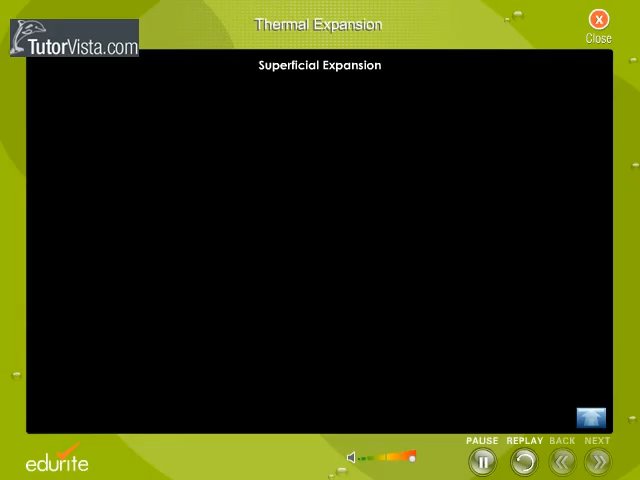 Thermal Expansion
X
Close
TutorVista.com
Superficial Expansion
PAUSE REPLAY BACK NEXT
edurite